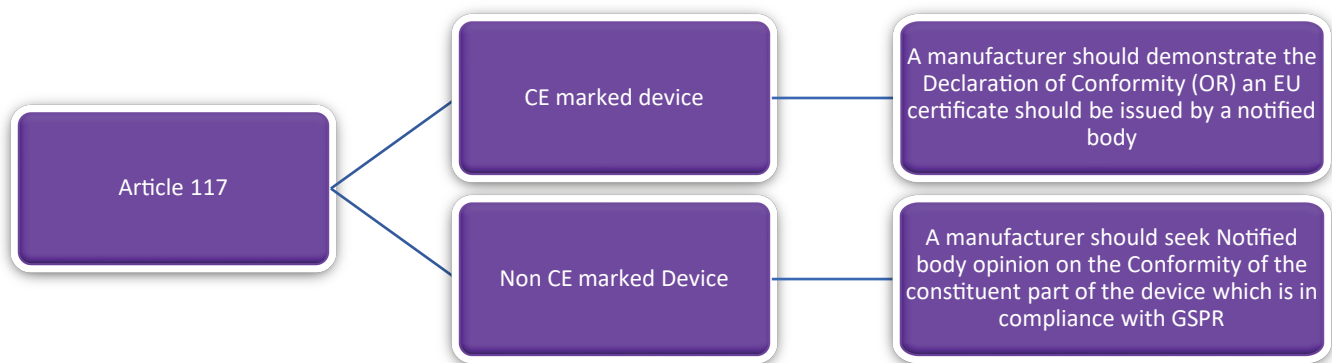 Article 117
CE marked device
A manufacturer should demonstrate the
Declaration of Conformity (OR) an EU
certificate should be issued by a notified
body
Non CE marked Device
A manufacturer should seek Notified
body opinion on the Conformity of the
constituent part of the device which is in
compliance with GSPR